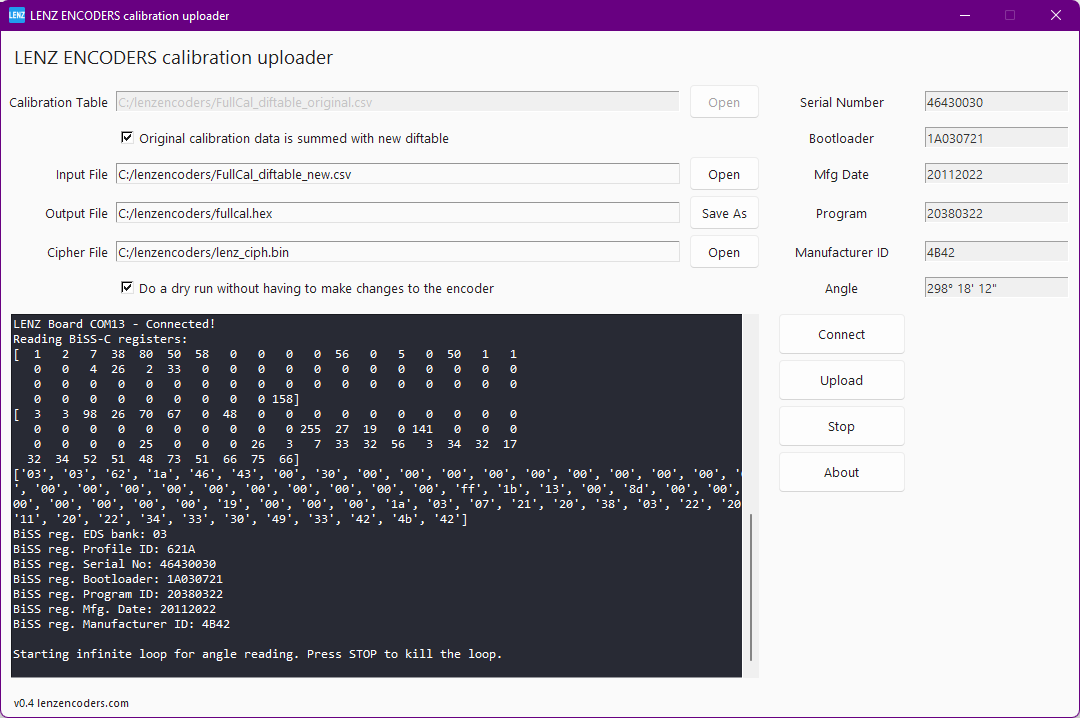 LENZ LENZ ENCODERS calibration uploader
LENZ ENCODERS calibration uploader
Calibration Table C:/lenzencoders/FullCal_diftable_original.csv Open
Original calibration data is summed with new diftable
Input File C:/lenzencoders/FullCal_diftable_new.csv Open
Output File C:/lenzencoders/fullcal.hex Save As
Cipher File C:/lenzencoders/lenz_ciph.bin Open
Do a dry run without having to make changes to the encoder
Serial Number 46430030
Bootloader 1A030721
Mfg Date 20112022
Program 20380322
Manufacturer ID 4B42
Angle 298° 18' 12"
LENZ Board COM13 - Connected!
Reading BiSS-C registers:
[  1   2   7  38  80  50  58   0   0   0   0  56   0   5   0  50   1   1
   0   0   4  26   2  33   0   0   0   0   0   0   0   0   0   0   0   0
   0   0   0   0   0   0   0   0   0   0   0   0   0   0   0   0   0   0
   0   0   0   0   0   0   0   0   0 158]
[  3   3  98  26  70  67   0  48   0   0   0   0   0   0   0   0   0   0
   0   0   0   0   0   0   0   0   0 255  27  19   0 141   0   0   0   0
   0   0   0  25   0   0   0  26   3   7  33  32  56   3  34  32  17
  32  34  52  51  48  73  51  66  75  66]
['03', '03', '62', '1a', '46', '43', '00', '30', '00', '00', '00', '00', '00', '00', '00', '00', '00', '
', '00', '00', '00', '00', '00', '00', '00', '00', '00', '00', 'ff', '1b', '13', '00', '8d', '00', '00',
00', '00', '00', '00', '00', '19', '00', '00', '00', '1a', '03', '07', '21', '20', '38', '03', '22', '20
'11', '20', '22', '34', '33', '30', '49', '33', '42', '4b', '42']
BiSS reg. EDS bank: 03
BiSS reg. Profile ID: 621A
BiSS reg. Serial No: 46430030
BiSS reg. Bootloader: 1A030721
BiSS reg. Program ID: 20380322
BiSS reg. Mfg. Date: 20112022
BiSS reg. Manufacturer ID: 4B42
Starting infinite loop for angle reading. Press STOP to kill the loop.
Connect
Upload
Stop
About
v0.4 lenzencoders.com